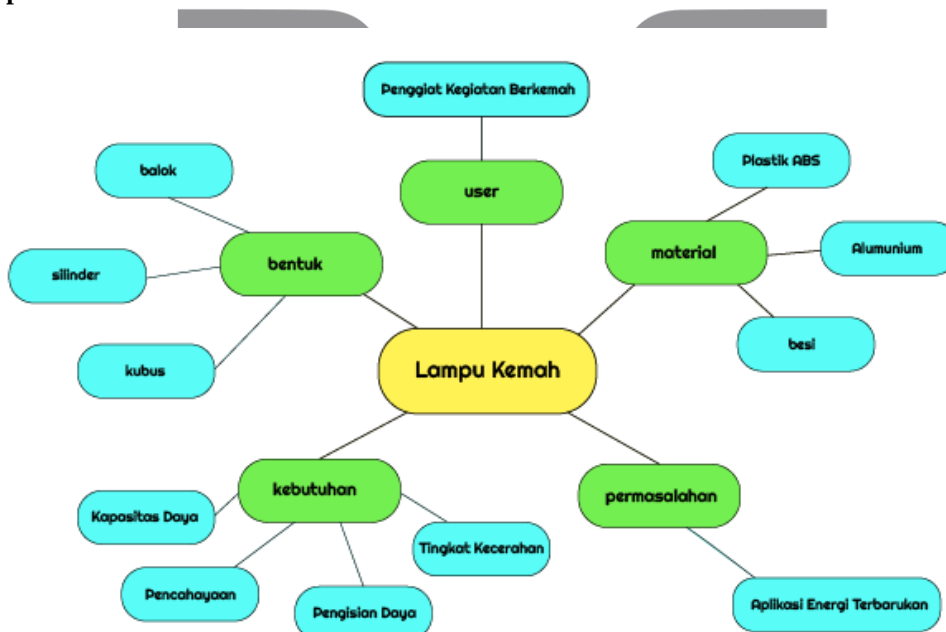 Penggiat Kegiatan Berkemah
Plastik ABS
balok
user
Alumunium
material
bentuk
silinder
besi
kubus
Lampu Kemah
kebutuhan
permasalahan
Kapasitas Daya
Tingkat Kecerahan
Pencahayaan
Pengisian Daya
Aplikasi Energi Terbarukan